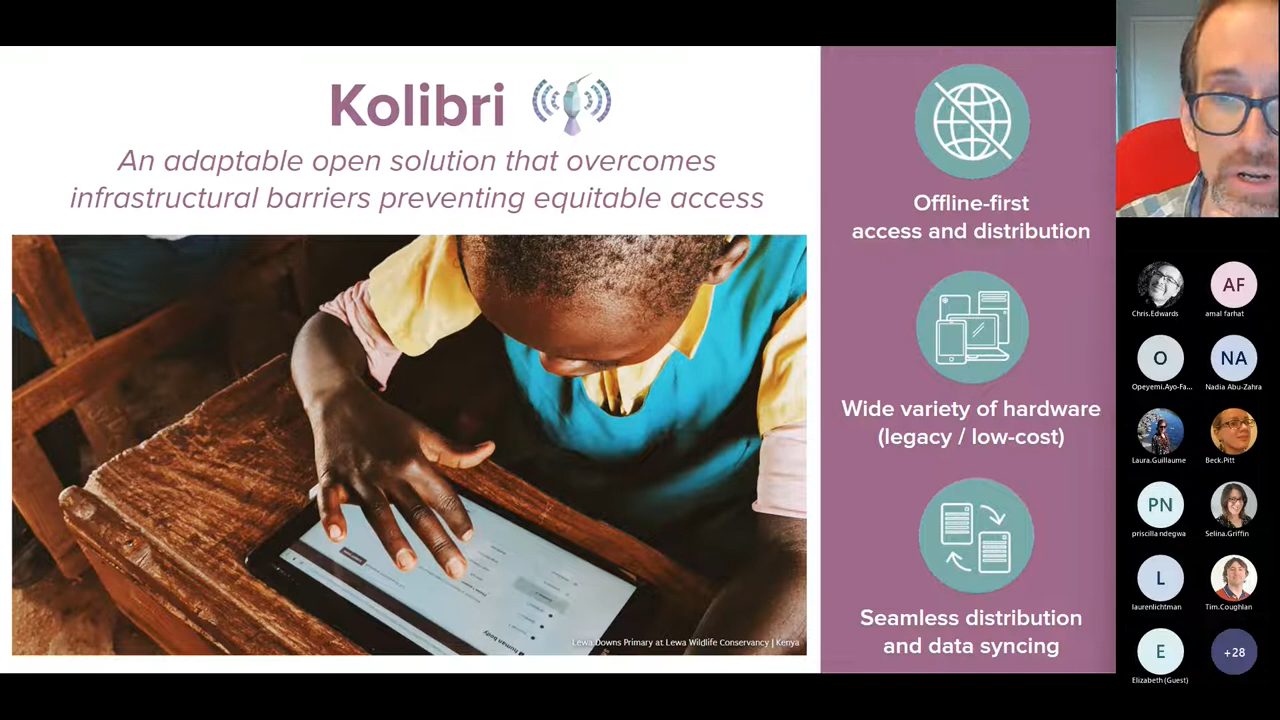 Kolibri
An adaptable open solution that overcomes
infrastructural barriers preventing equitable access
Lewa Downs Primary at Lewa Wildlife Conservancy | Kenya
human body
Offline-first
access and distribution
Wide variety of hardware
(legacy / low-cost)
Seamless distribution
and data syncing
AF
Chris.Edwards
amal farhat
O
NA
Opeyemi.Ayo-Fa...
Nadia Abu-Zahra
Laura.Guillaume
Beck.Pitt
PN
priscilla ndegwa
Selina.Griffin
L
laurenlichtman
Tim.Coughlan
E
+28
Elizabeth (Guest)